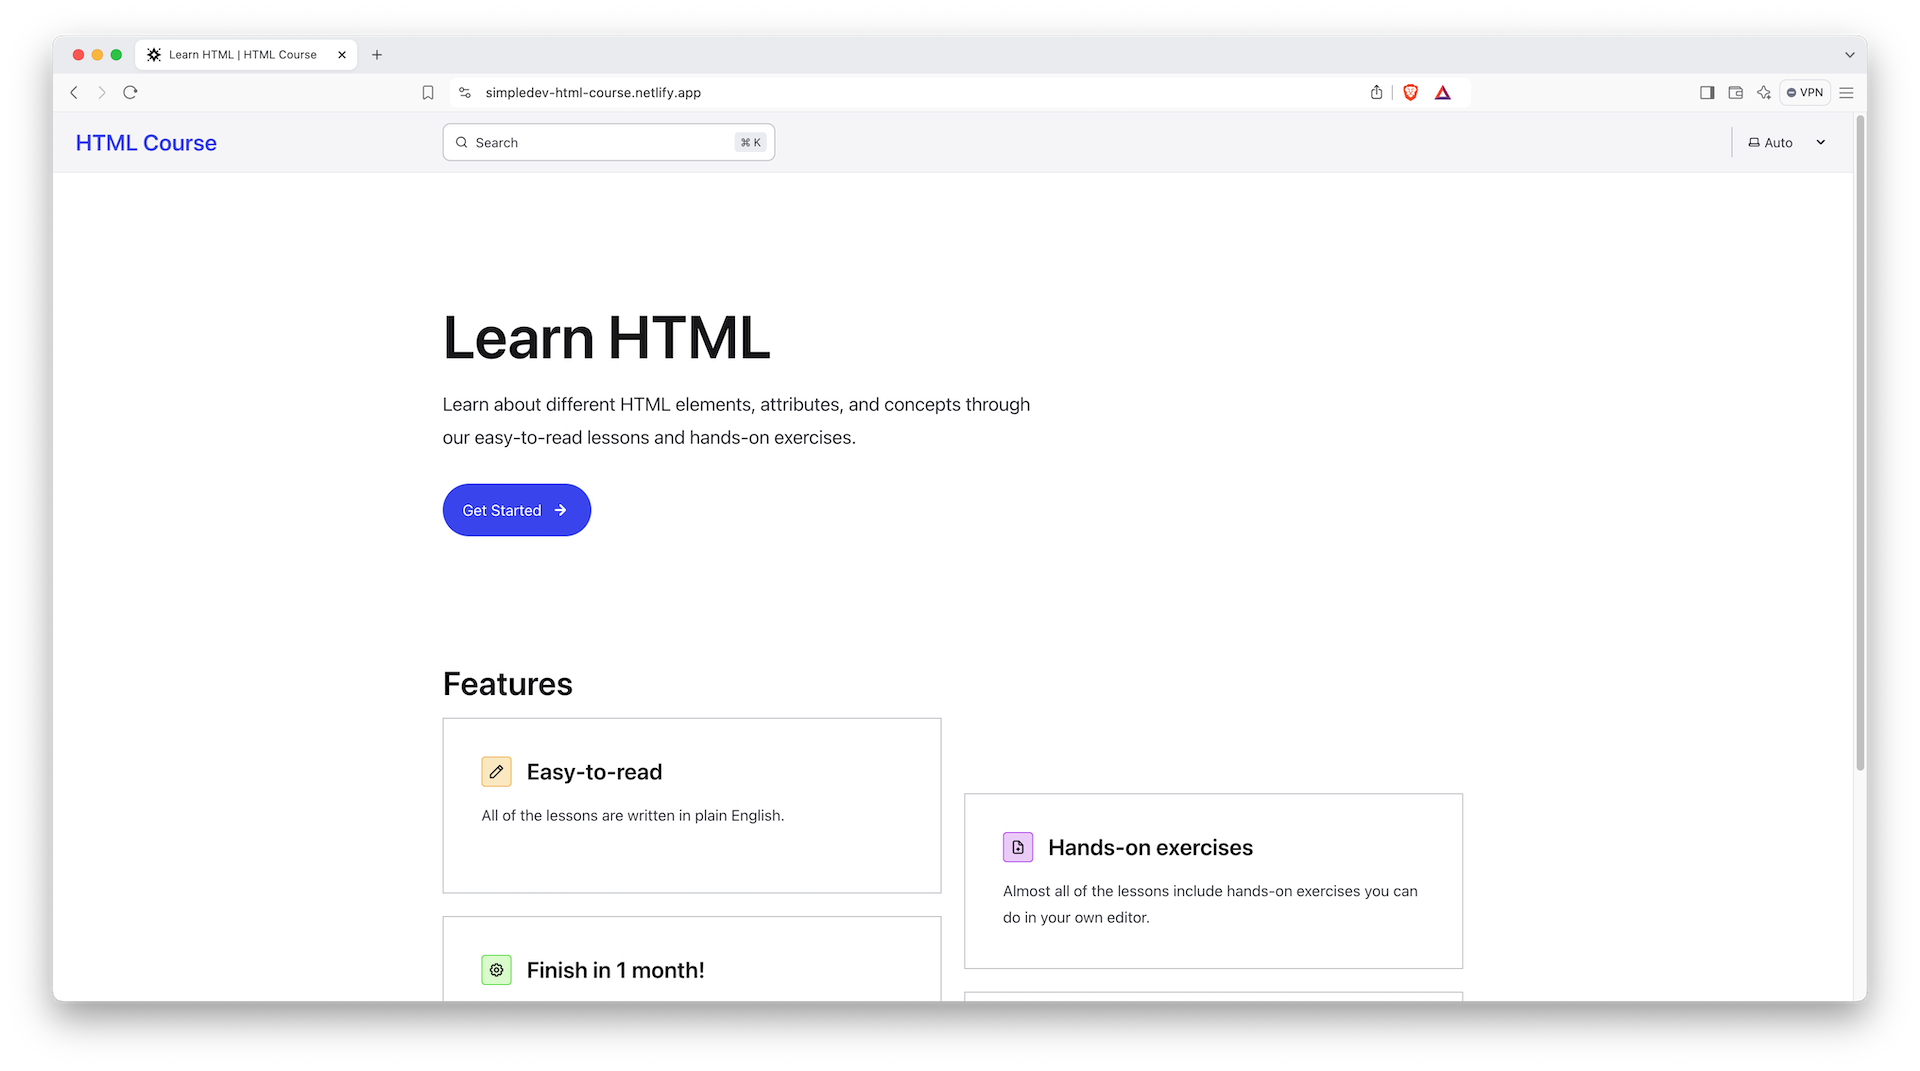 Learn HTML | HTML Course
simpledev-html-course.netlify.app
VPN
HTML Course
Search
⌘ K
Auto
Learn HTML
Learn about different HTML elements, attributes, and concepts through
our easy-to-read lessons and hands-on exercises.
Get Started
Features
Easy-to-read
All of the lessons are written in plain English.
Hands-on exercises
Almost all of the lessons include hands-on exercises you can
do in your own editor.
Finish in 1 month!